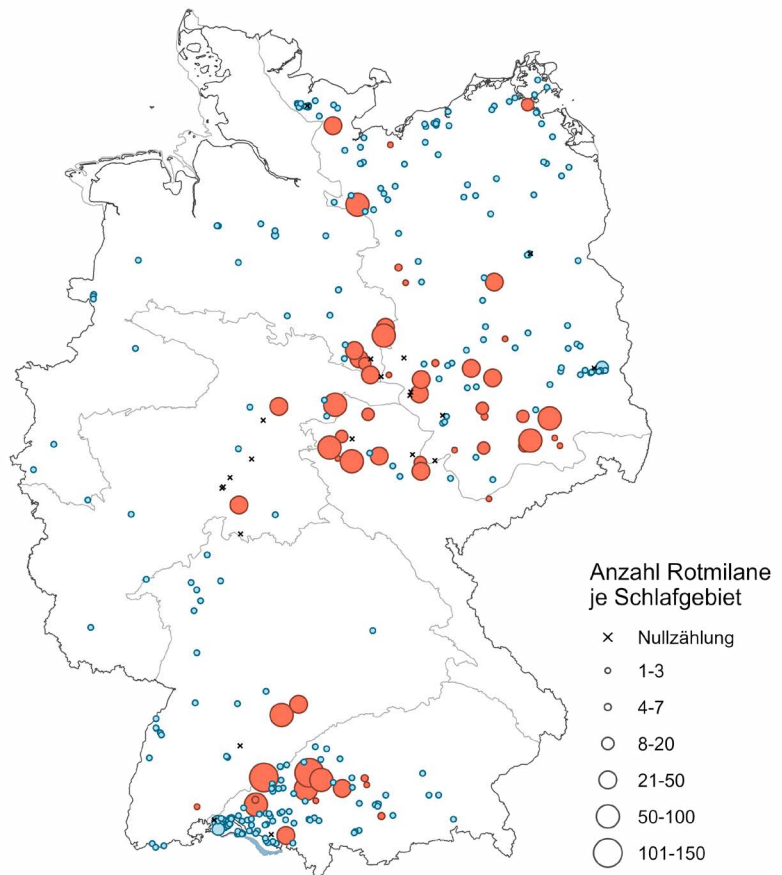 Anzahl Rotmilane
je Schlafgebiet
Nullzählung
1-3
4-7
8-20
21-50
50-100
101-150